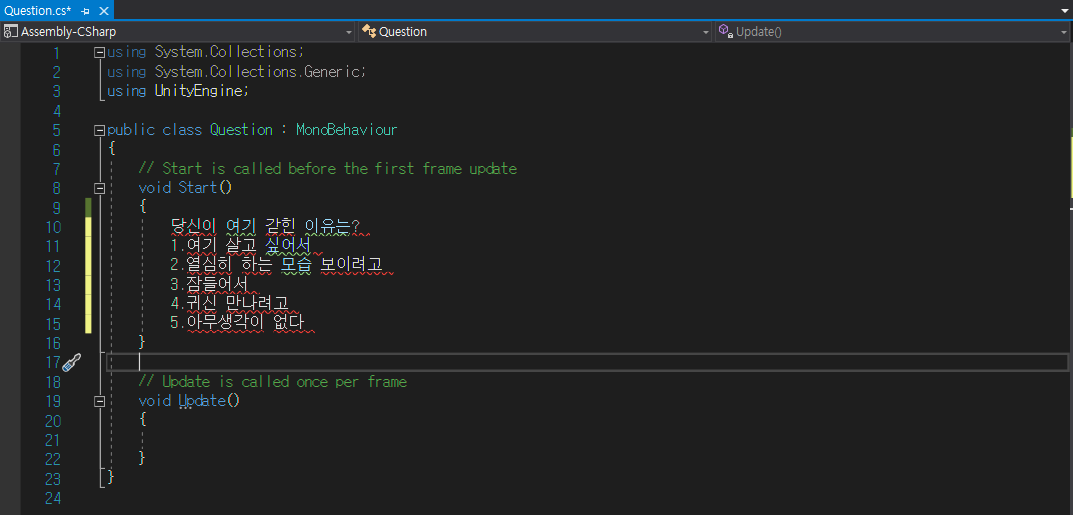 Question.cs*
Assembly-CSharp Question Update()
1 using System.Collections;
2 using System.Collections.Generic;
3 using UnityEngine;
4
5 public class Question : MonoBehaviour
6 {
7 // Start is called before the first frame update
8 void Start()
9 {
10 당신이 여기 갇힌 이유는?
11 1.여기 살고 싶어서
12 2.열심히 하는 모습 보이려고
13 3.잠들어서
14 4.귀신 만나려고
15 5.아무생각이 없다
16 }
17
18 // Update is called once per frame
19 void Update()
20 {
21
22 }
23 }
24